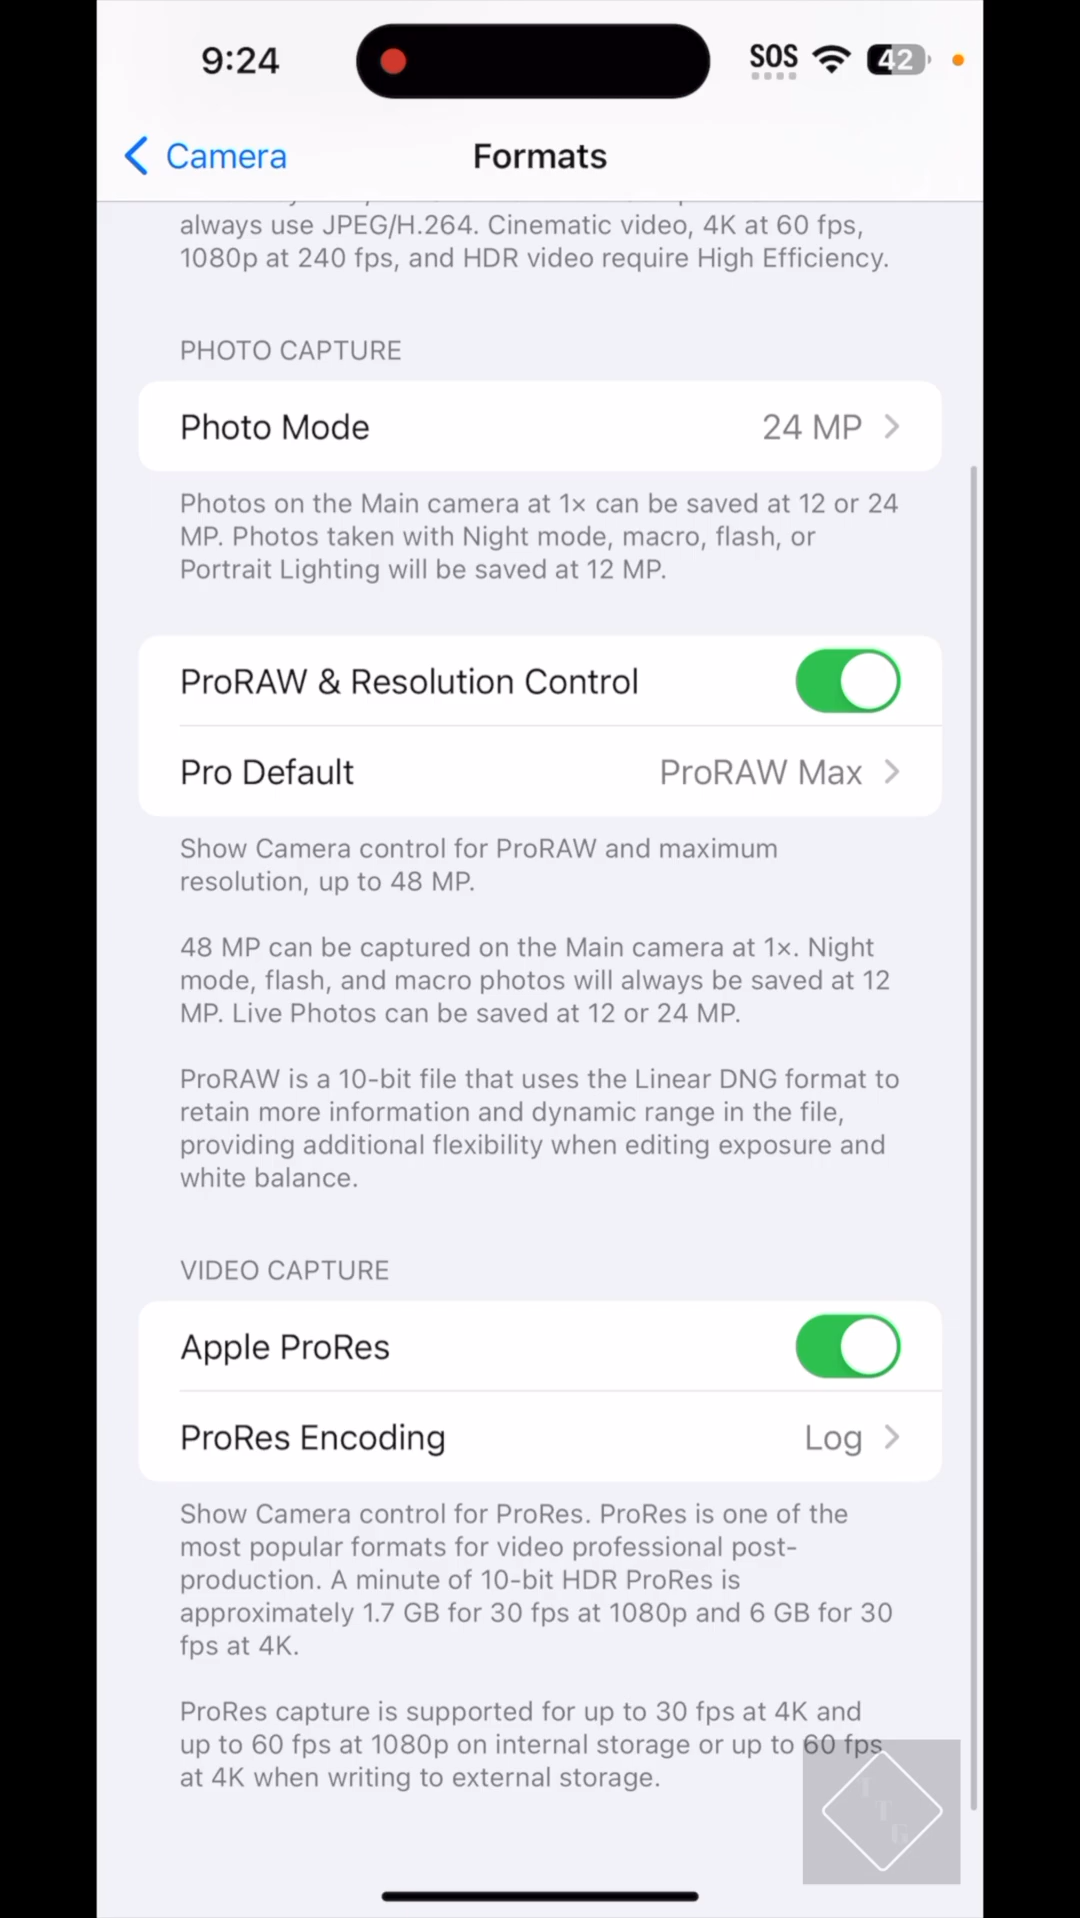 9:24
SOS
42
Camera
Formats
always use JPEG/H.264. Cinematic video, 4K at 60 fps,
1080p at 240 fps, and HDR video require High Efficiency.
PHOTO CAPTURE
Photo Mode
24 MP
Photos on the Main camera at 1× can be saved at 12 or 24
MP. Photos taken with Night mode, macro, flash, or
Portrait Lighting will be saved at 12 MP.
ProRAW & Resolution Control
Pro Default
ProRAW Max
Show Camera control for ProRAW and maximum
resolution, up to 48 MP.
48 MP can be captured on the Main camera at 1×. Night
mode, flash, and macro photos will always be saved at 12
MP. Live Photos can be saved at 12 or 24 MP.
ProRAW is a 10-bit file that uses the Linear DNG format to
retain more information and dynamic range in the file,
providing additional flexibility when editing exposure and
white balance.
VIDEO CAPTURE
Apple ProRes
ProRes Encoding
Log
Show Camera control for ProRes. ProRes is one of the
most popular formats for video professional post-
production. A minute of 10-bit HDR ProRes is
approximately 1.7 GB for 30 fps at 1080p and 6 GB for 30
fps at 4K.
ProRes capture is supported for up to 30 fps at 4K and
up to 60 fps at 1080p on internal storage or up to 60 fps
at 4K when writing to external storage.